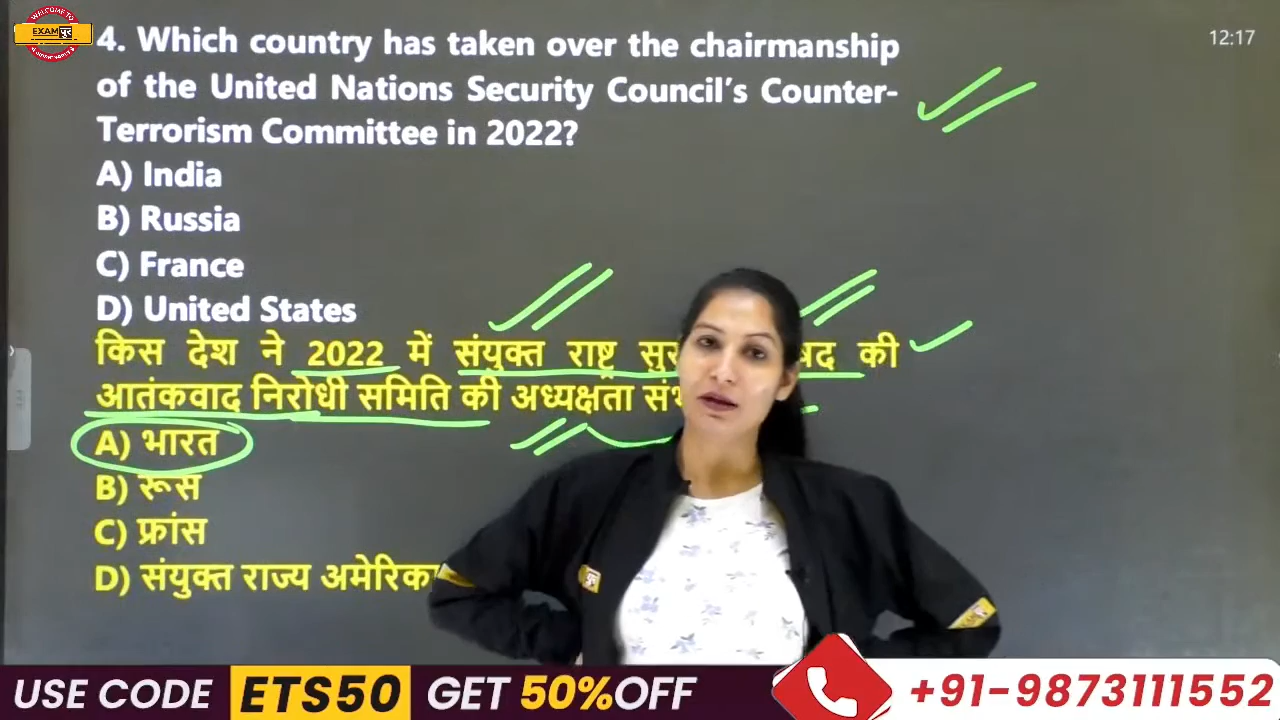 WELCOME TO
EXAM पुर
12:17
4. Which country has taken over the chairmanship
of the United Nations Security Council's Counter-
Terrorism Committee in 2022?
A) India
B) Russia
C) France
D) United States
किस देश ने 2022 में संयुक्त राष्ट्र की
आतंकवाद निरोधी समिति की अध्यक्षता
A) भारत
B) रूस
C) फ्रांस
D) संयुक्त राज्य
USE CODE ETS50 GET 50%OFF
+91-9873111552